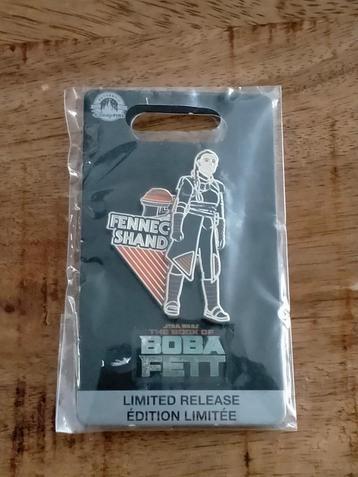 FENNEC
SHAND
STAR WARS
THE BOOK OF
BOBA
FETT
LIMITED RELEASE
ÉDITION LIMITÉE